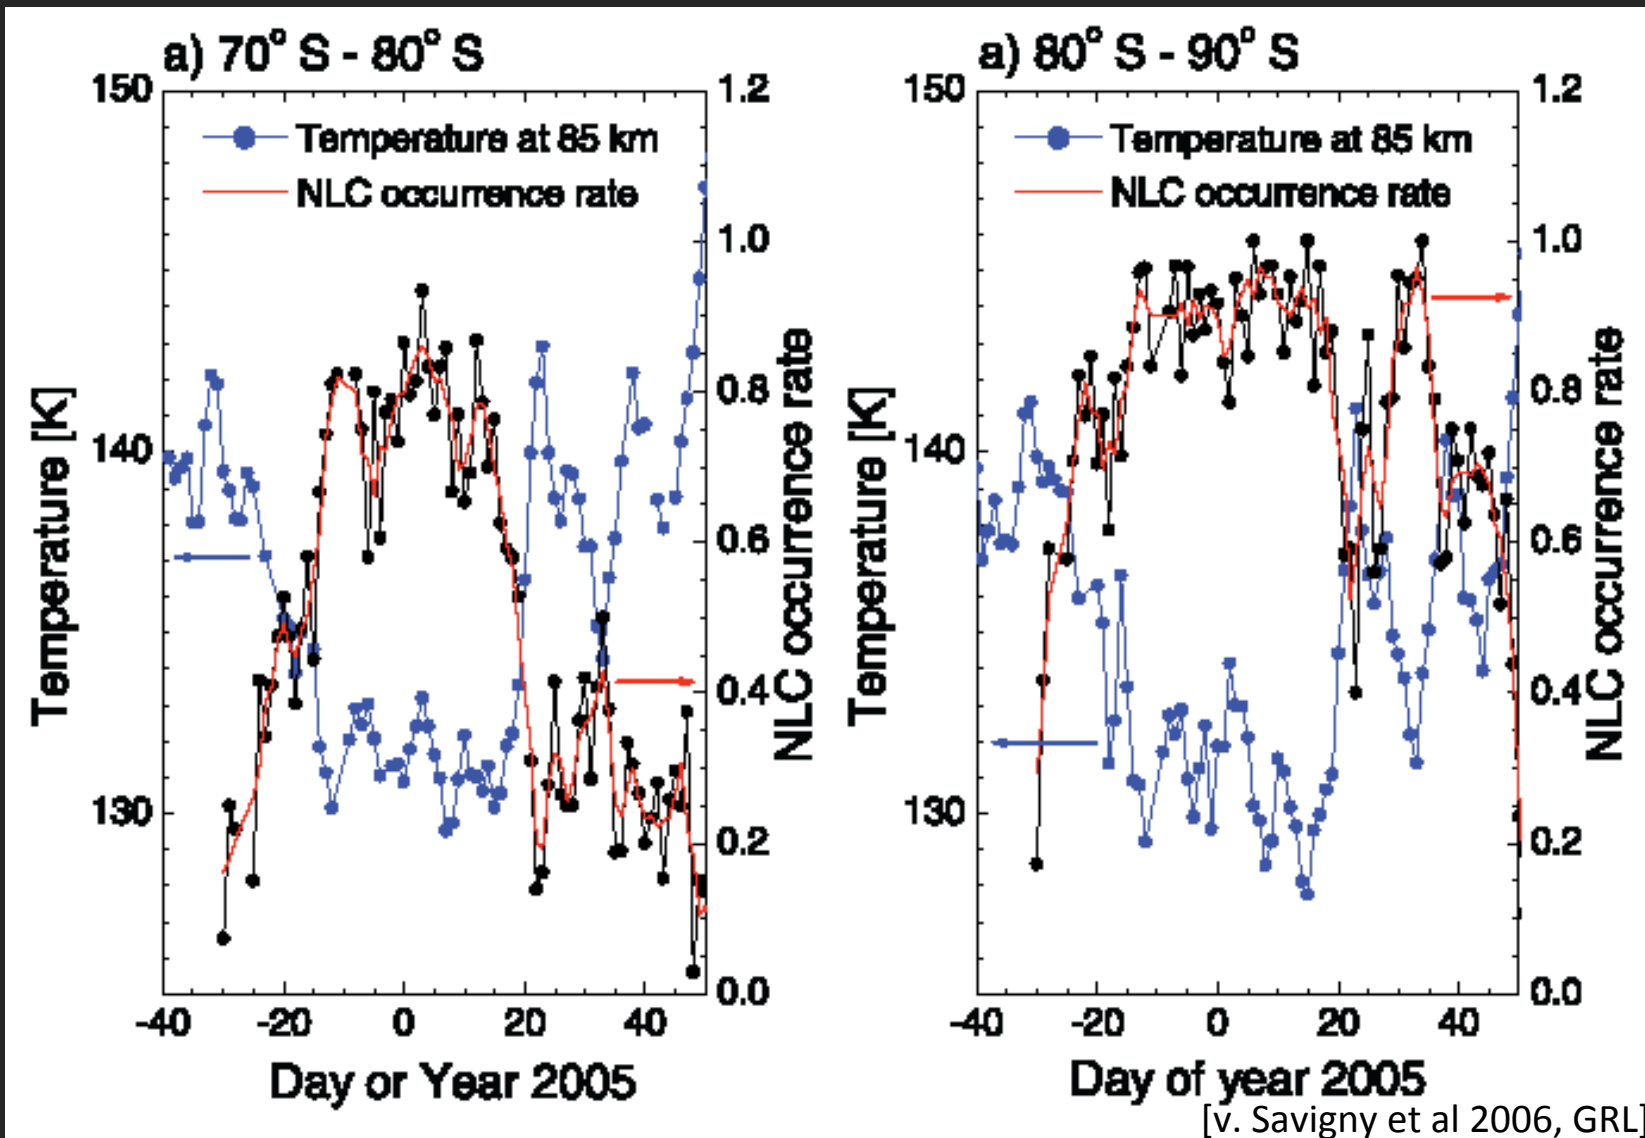 a) 70° S - 80° S
150
140
130
1.2
1.0
0.8
0.6
0.4
0.2
0.0
Temperature at 85 km
NLC occurrence rate
Temperature [K]
NLC occurrence rate
-40 -20 0 20 40
Day or Year 2005
a) 80° S - 90° S
150
140
130
1.2
1.0
0.8
0.6
0.4
0.2
0.0
Temperature at 85 km
NLC occurrence rate
Temperature [K]
NLC occurrence rate
-40 -20 0 20 40
Day of year 2005
[v. Savigny et al 2006, GRL]